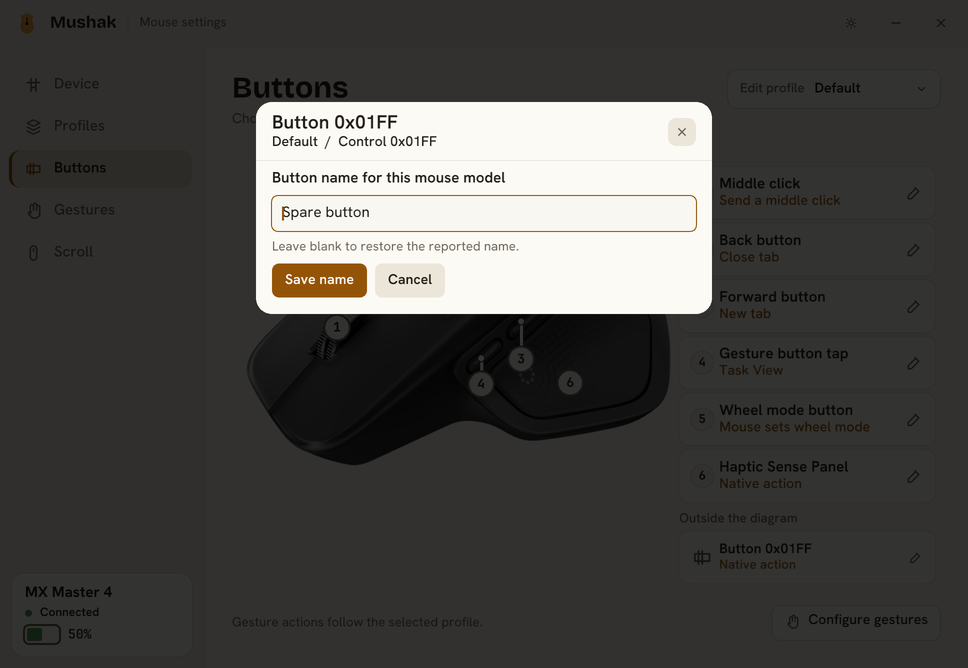 Mushak
Mouse settings
Device
Profiles
Buttons
Gestures
Scroll
MX Master 4
Connected
50%
Buttons
Edit profile Default
Button 0x01FF
Default / Control 0x01FF
Button name for this mouse model
Spare button
Leave blank to restore the reported name.
Save name
Cancel
1
3
4
6
Middle click
Send a middle click
Back button
Close tab
Forward button
New tab
4
Gesture button tap
Task View
5
Wheel mode button
Mouse sets wheel mode
6
Haptic Sense Panel
Native action
Outside the diagram
Button 0x01FF
Native action
Gesture actions follow the selected profile.
Configure gestures